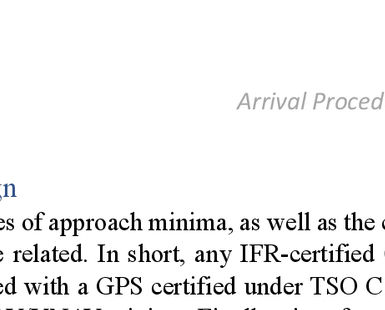 Arrival Proced
gn
es of approach minima, as well as the c
e related. In short, any IFR-certified
ed with a GPS certified under TSO C